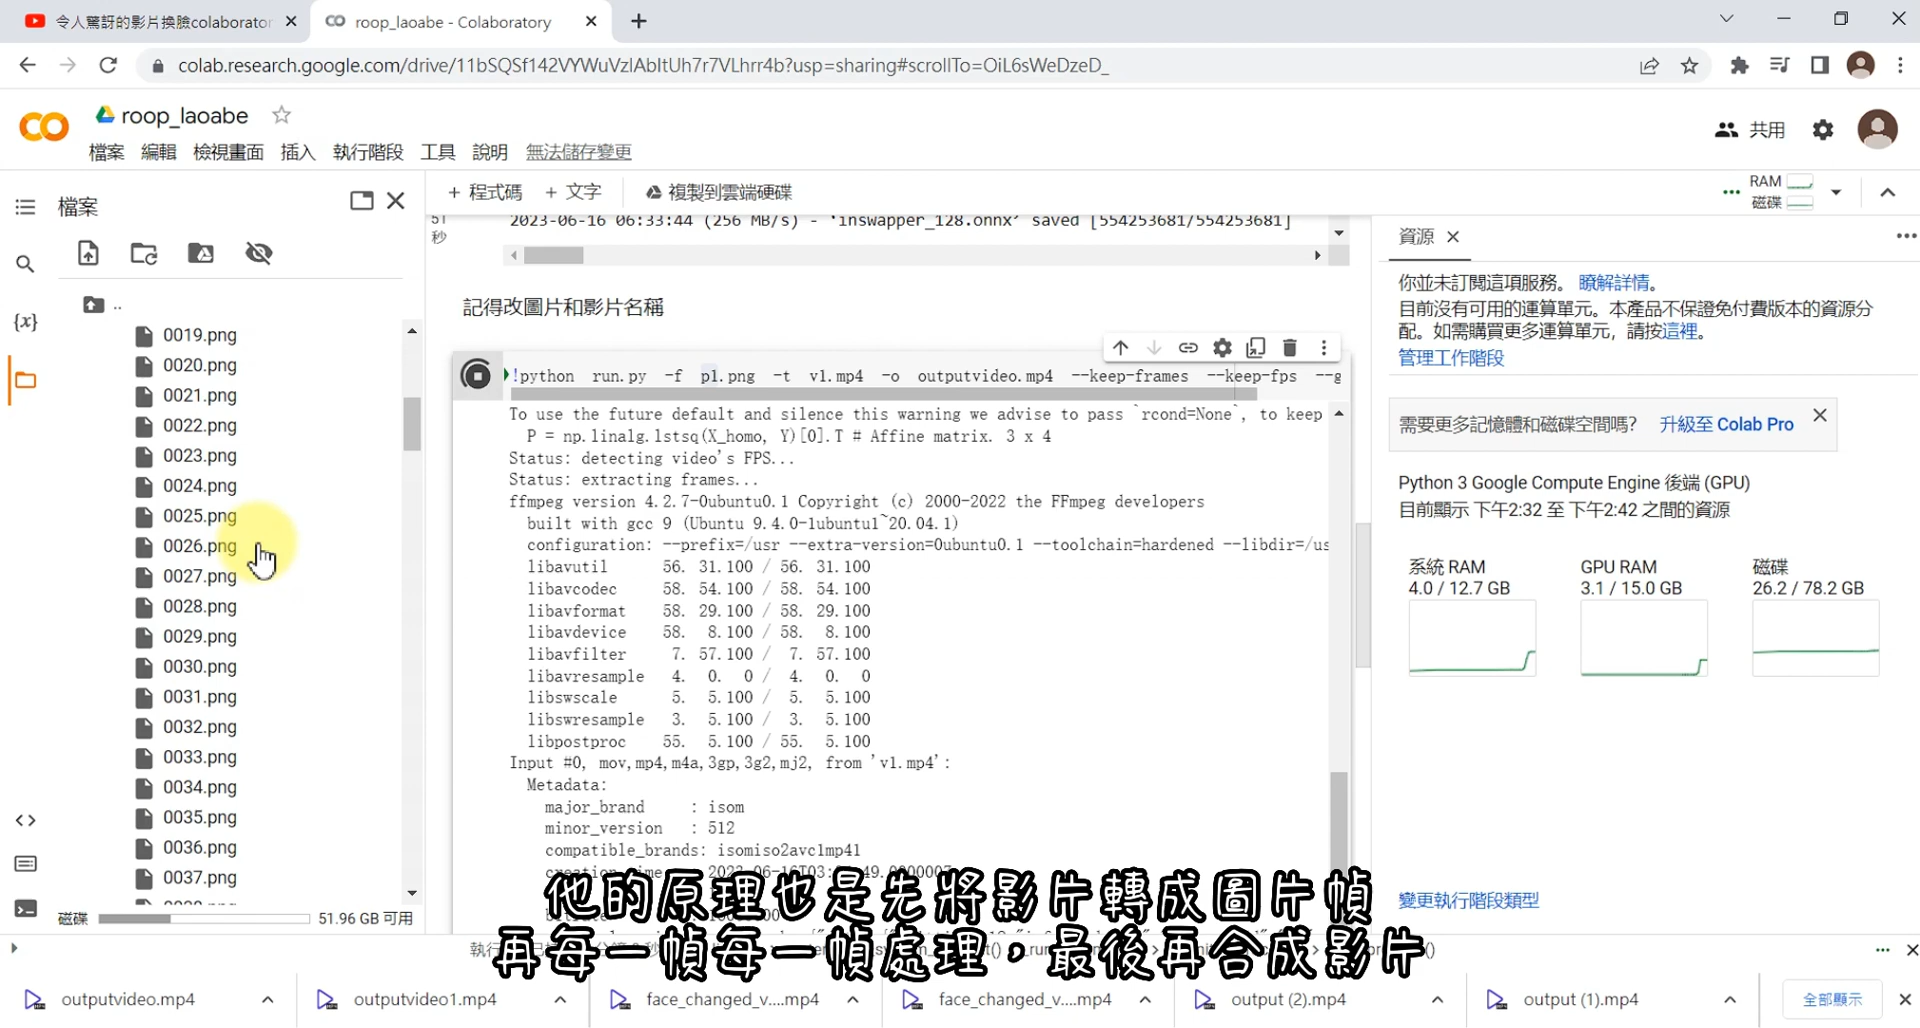 令人驚訝的影片換臉colaborator
roop_laoabe - Colaboratory
colab.research.google.com/drive/11bSQSf142VYWuVzIAbItUh7r7VLhrr4b?usp=sharing#scrollTo=OiL6sWeDzeD_
roop_laoabe
共用
檔案 編輯 檢視畫面 插入 執行階段 工具 說明 無法儲存變更
檔案
+ 程式碼 + 文字 複製到雲端硬碟
RAM
磁碟
51
秒
2023-06-16 06:33:44 (256 MB/s) - ‘inswapper_128.onnx’ saved [554253681/554253681]
記得改圖片和影片名稱
..
0019.png
0020.png
0021.png
0022.png
0023.png
0024.png
0025.png
0026.png
0027.png
0028.png
0029.png
0030.png
0031.png
0032.png
0033.png
0034.png
0035.png
0036.png
0037.png
磁碟 51.96 GB 可用
!python run.py -f p1.png -t v1.mp4 -o outputvideo.mp4 --keep-frames --keep-fps --g
To use the future default and silence this warning we advise to pass `rcond=None`, to keep
P = np.linalg.lstsq(X_homo, Y)[0].T # Affine matrix. 3 x 4
Status: detecting video's FPS...
Status: extracting frames...
ffmpeg version 4.2.7-0ubuntu0.1 Copyright (c) 2000-2022 the FFmpeg developers
built with gcc 9 (Ubuntu 9.4.0-1ubuntu1~20.04.1)
configuration: --prefix=/usr --extra-version=0ubuntu0.1 --toolchain=hardened --libdir=/us
libavutil 56. 31.100 / 56. 31.100
libavcodec 58. 54.100 / 58. 54.100
libavformat 58. 29.100 / 58. 29.100
libavdevice 58. 8.100 / 58. 8.100
libavfilter 7. 57.100 / 7. 57.100
libavresample 4. 0. 0 / 4. 0. 0
libswscale 5. 5.100 / 5. 5.100
libswresample 3. 5.100 / 3. 5.100
libpostproc 55. 5.100 / 55. 5.100
Input #0, mov,mp4,m4a,3gp,3g2,mj2, from 'v1.mp4':
Metadata:
major_brand : isom
minor_version : 512
compatible_brands: isomiso2avc1mp41
資源
你並未訂閱這項服務。 瞭解詳情。
目前沒有可用的運算單元。本產品不保證免付費版本的資源分
配。如需購買更多運算單元，請按這裡。
管理工作階段
需要更多記憶體和磁碟空間嗎? 升級至 Colab Pro
Python 3 Google Compute Engine 後端 (GPU)
目前顯示 下午2:32 至 下午2:42 之間的資源
系統 RAM
4.0 / 12.7 GB
GPU RAM
3.1 / 15.0 GB
磁碟
26.2 / 78.2 GB
變更執行階段類型
他的原理也是先將影片轉成圖片幀
再每一幀每一幀處理，最後再合成影片
outputvideo.mp4
outputvideo1.mp4
face_changed_v....mp4
face_changed_v....mp4
output (2).mp4
output (1).mp4
全部顯示